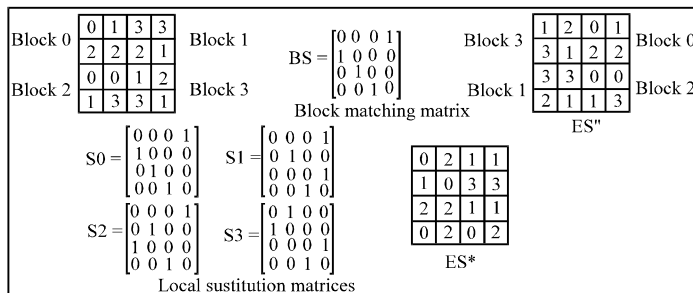 Block 0
0 1 3 3
2 2 2 1
0 0 1 2
1 3 3 1
Block 1
Block 2
Block 3
BS =
0 0 0 1
1 0 0 0
0 1 0 0
0 0 1 0
Block matching matrix
Block 3
1 2 0 1
3 1 2 2
3 3 0 0
2 1 1 3
Block 0
Block 1
Block 2
ES"
S0 =
0 0 0 1
1 0 0 0
0 1 0 0
0 0 1 0
S1 =
0 0 0 1
0 1 0 0
0 0 0 1
0 0 1 0
S2 =
0 0 0 1
0 1 0 0
1 0 0 0
0 0 1 0
S3 =
0 1 0 0
1 0 0 0
0 0 0 1
0 0 1 0
Local sustitution matrices
0 2 1 1
1 0 3 3
2 2 1 1
0 2 0 2
ES*